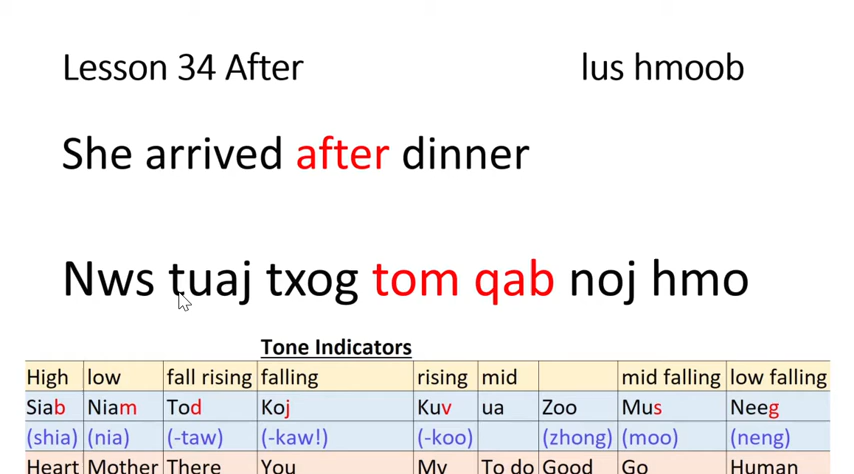 Lesson 34 After lus hmoob
She arrived after dinner
Nws tuaj txog tom qab noj hmo
Tone Indicators
High low fall rising falling rising mid mid falling low falling
Siab Niam Tod Koj Kuv ua Zoo Mus Neeg
(shia) (nia) (-taw) (-kaw!) (-koo) (zhong) (moo) (neng)
Heart Mother There You My To do Good Go Human